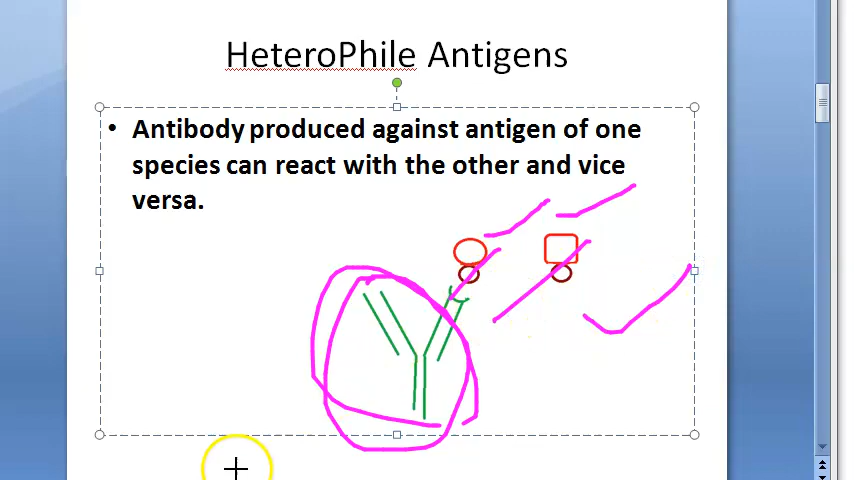 HeteroPhile Antigens
• Antibody produced against antigen of one
species can react with the other and vice
versa.